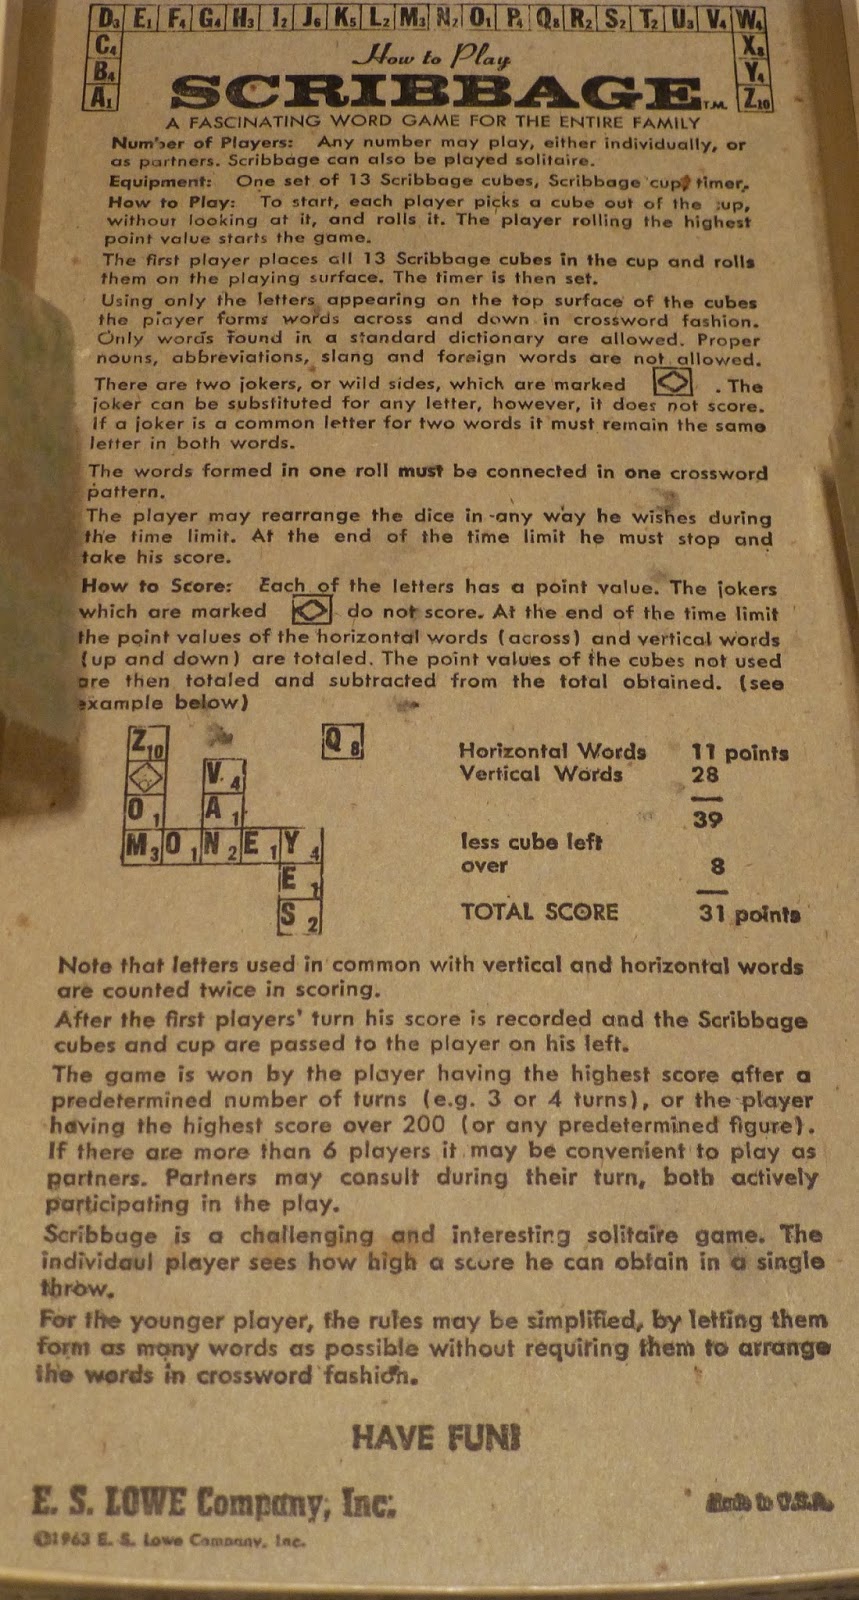 D3 E1 F4 G4 H3 I2 J6 K5 L2 M3 N2 O1 P4 Q8 R2 S2 T2 U3 V4 W4
C4 X8
B4 Y4
A1 Z10
How to Play
SCRIBBAGE T.M.
A FASCINATING WORD GAME FOR THE ENTIRE FAMILY
Number of Players: Any number may play, either individually, or
as partners. Scribbage can also be played solitaire.
Equipment: One set of 13 Scribbage cubes, Scribbage cup, timer.
How to Play: To start, each player picks a cube out of the cup,
without looking at it, and rolls it. The player rolling the highest
point value starts the game.
The first player places all 13 Scribbage cubes in the cup and rolls
them on the playing surface. The timer is then set.
Using only the letters appearing on the top surface of the cubes
the player forms words across and down in crossword fashion.
Only words found in a standard dictionary are allowed. Proper
nouns, abbreviations, slang and foreign words are not allowed.
There are two jokers, or wild sides, which are marked . The
joker can be substituted for any letter, however, it does not score.
If a joker is a common letter for two words it must remain the same
letter in both words.
The words formed in one roll must be connected in one crossword
pattern.
The player may rearrange the dice in any way he wishes during
the time limit. At the end of the time limit he must stop and
take his score.
How to Score: Each of the letters has a point value. The jokers
which are marked do not score. At the end of the time limit
the point values of the horizontal words (across) and vertical words
(up and down) are totaled. The point values of the cubes not used
are then totaled and subtracted from the total obtained. (see
example below)
Z10 Q8
V4
O1 A1
M3 O1 N2 E1 Y4
E1
S2
Horizontal Words 11 points
Vertical Words 28
39
less cube left
over 8
TOTAL SCORE 31 points
Note that letters used in common with vertical and horizontal words
are counted twice in scoring.
After the first players' turn his score is recorded and the Scribbage
cubes and cup are passed to the player on his left.
The game is won by the player having the highest score after a
predetermined number of turns (e.g. 3 or 4 turns), or the player
having the highest score over 200 (or any predetermined figure).
If there are more than 6 players it may be convenient to play as
partners. Partners may consult during their turn, both actively
participating in the play.
Scribbage is a challenging and interesting solitaire game. The
individaul player sees how high a score he can obtain in a single
throw.
For the younger player, the rules may be simplified, by letting them
form as many words as possible without requiring them to arrange
the words in crossword fashion.
HAVE FUN!
E. S. LOWE Company, Inc.
Made in U.S.A.
©1963 E. S. Lowe Company, Inc.